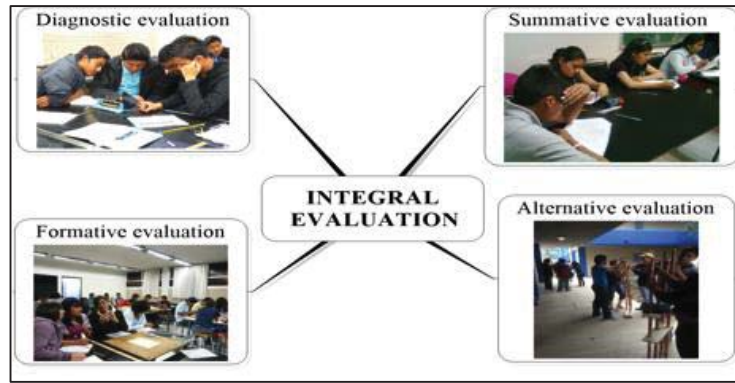 Diagnostic evaluation
Summative evaluation
INTEGRAL
EVALUATION
Formative evaluation
Alternative evaluation